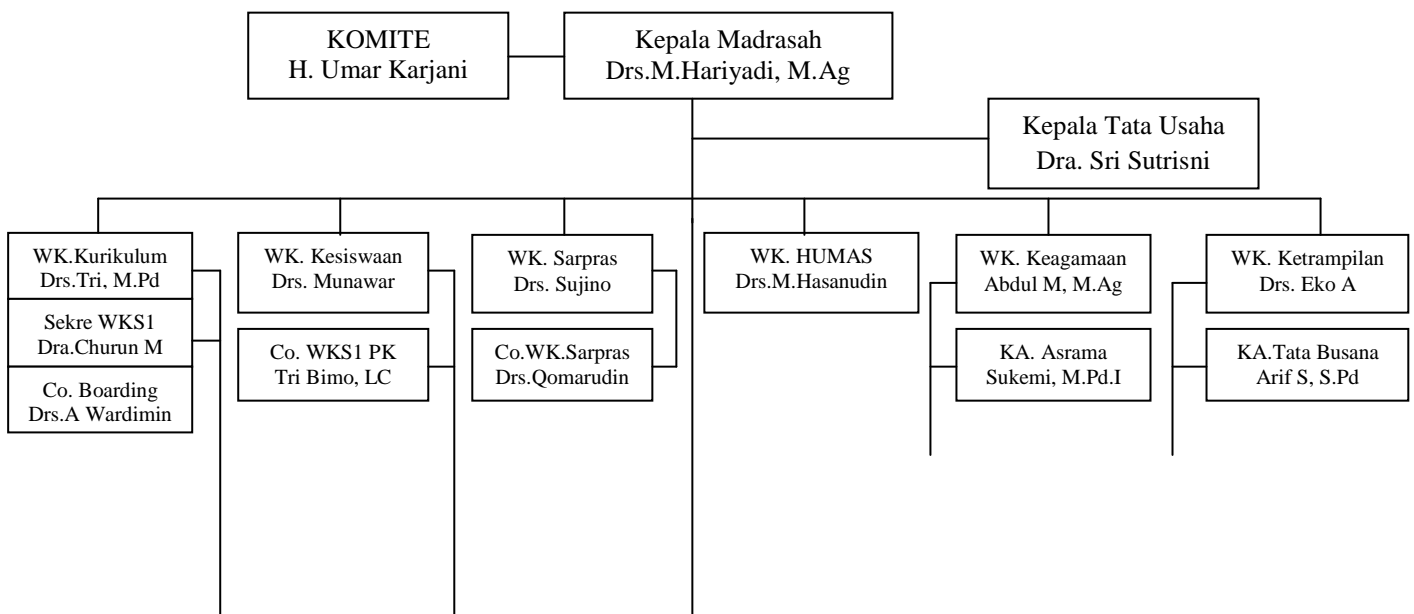 KOMITE
H. Umar Karjani
Kepala Madrasah
Drs.M.Hariyadi, M.Ag
Kepala Tata Usaha
Dra. Sri Sutrisni
WK.Kurikulum
Drs.Tri, M.Pd
Sekre WKS1
Dra.Churun M
Co. Boarding
Drs.A Wardimin
WK. Kesiswaan
Drs. Munawar
Co. WKS1 PK
Tri Bimo, LC
WK. Sarpras
Drs. Sujino
Co.WK.Sarpras
Drs.Qomarudin
WK. HUMAS
Drs.M.Hasanudin
WK. Keagamaan
Abdul M, M.Ag
KA. Asrama
Sukemi, M.Pd.I
WK. Ketrampilan
Drs. Eko A
KA.Tata Busana
Arif S, S.Pd